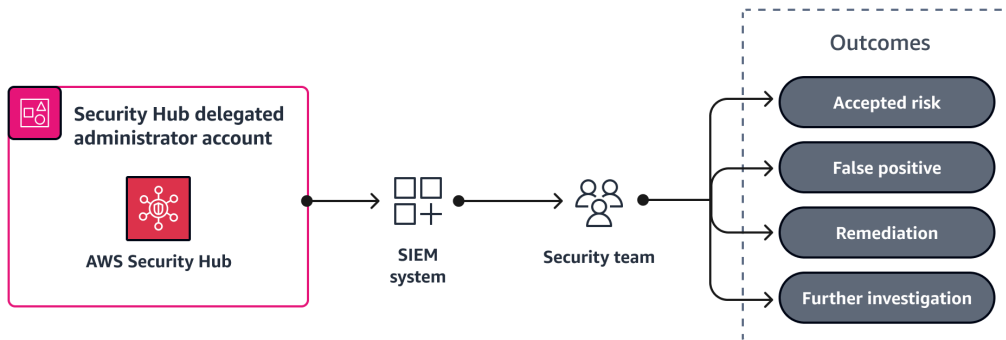 Security Hub delegated
administrator account
AWS Security Hub
SIEM
system
Security team
Outcomes
Accepted risk
False positive
Remediation
Further investigation